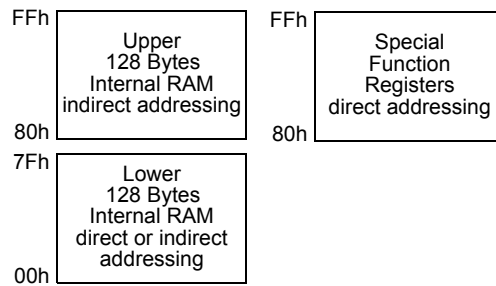 FFh
Upper
128 Bytes
Internal RAM
indirect addressing
80h
FFh
Special
Function
Registers
direct addressing
80h
7Fh
Lower
128 Bytes
Internal RAM
direct or indirect
addressing
00h